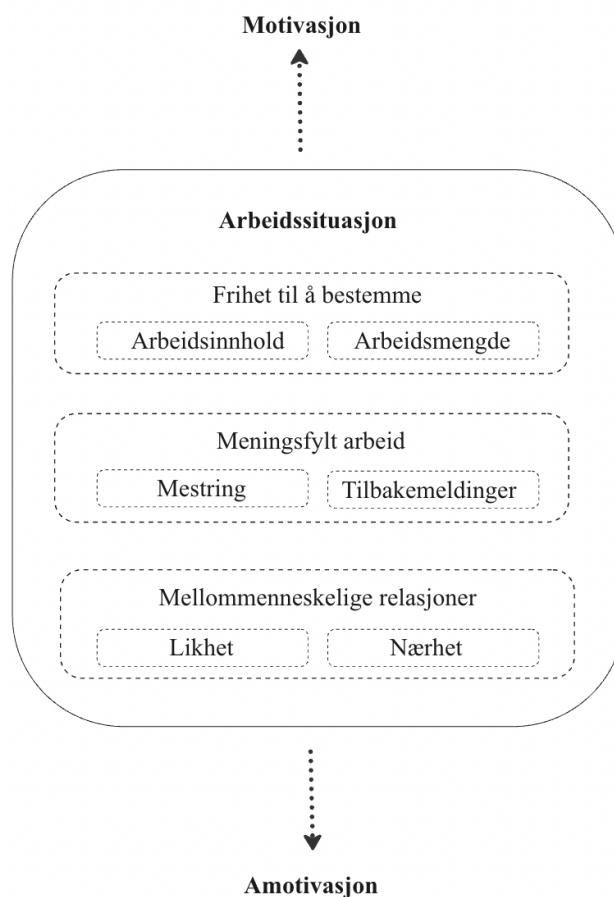 Motivasjon
Arbeidssituasjon
Frihet til å bestemme
Arbeidsinnhold
Arbeidsmengde
Meningsfylt arbeid
Mestring
Tilbakemeldinger
Mellommenneskelige relasjoner
Likhet
Nærhet
Amotivasjon